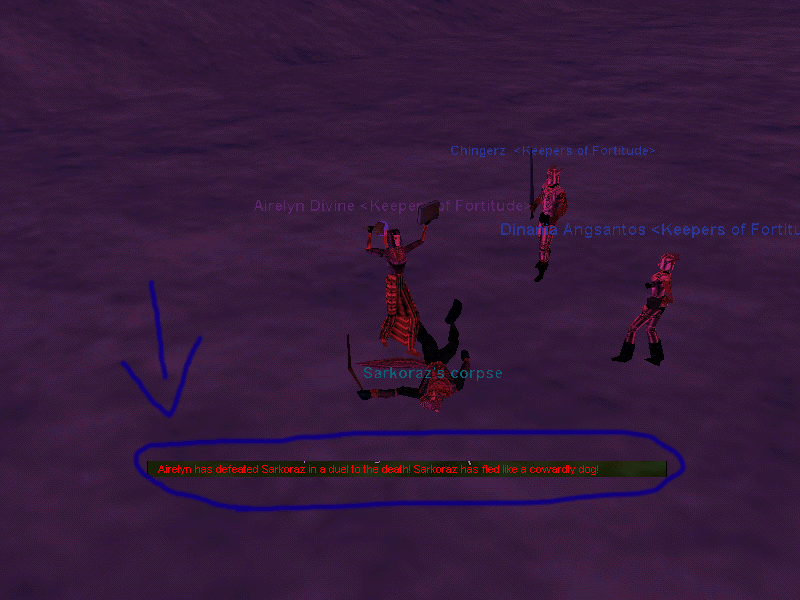 Chingerz <Keepers of Fortitude>
Airelyn Divine <Keepers of Fortitude>
Dinania Angsantos <Keepers of Fortitu
Sarkoraz's corpse
Airelyn has defeated Sarkoraz in a duel to the death! Sarkoraz has fled like a cowardly dog!